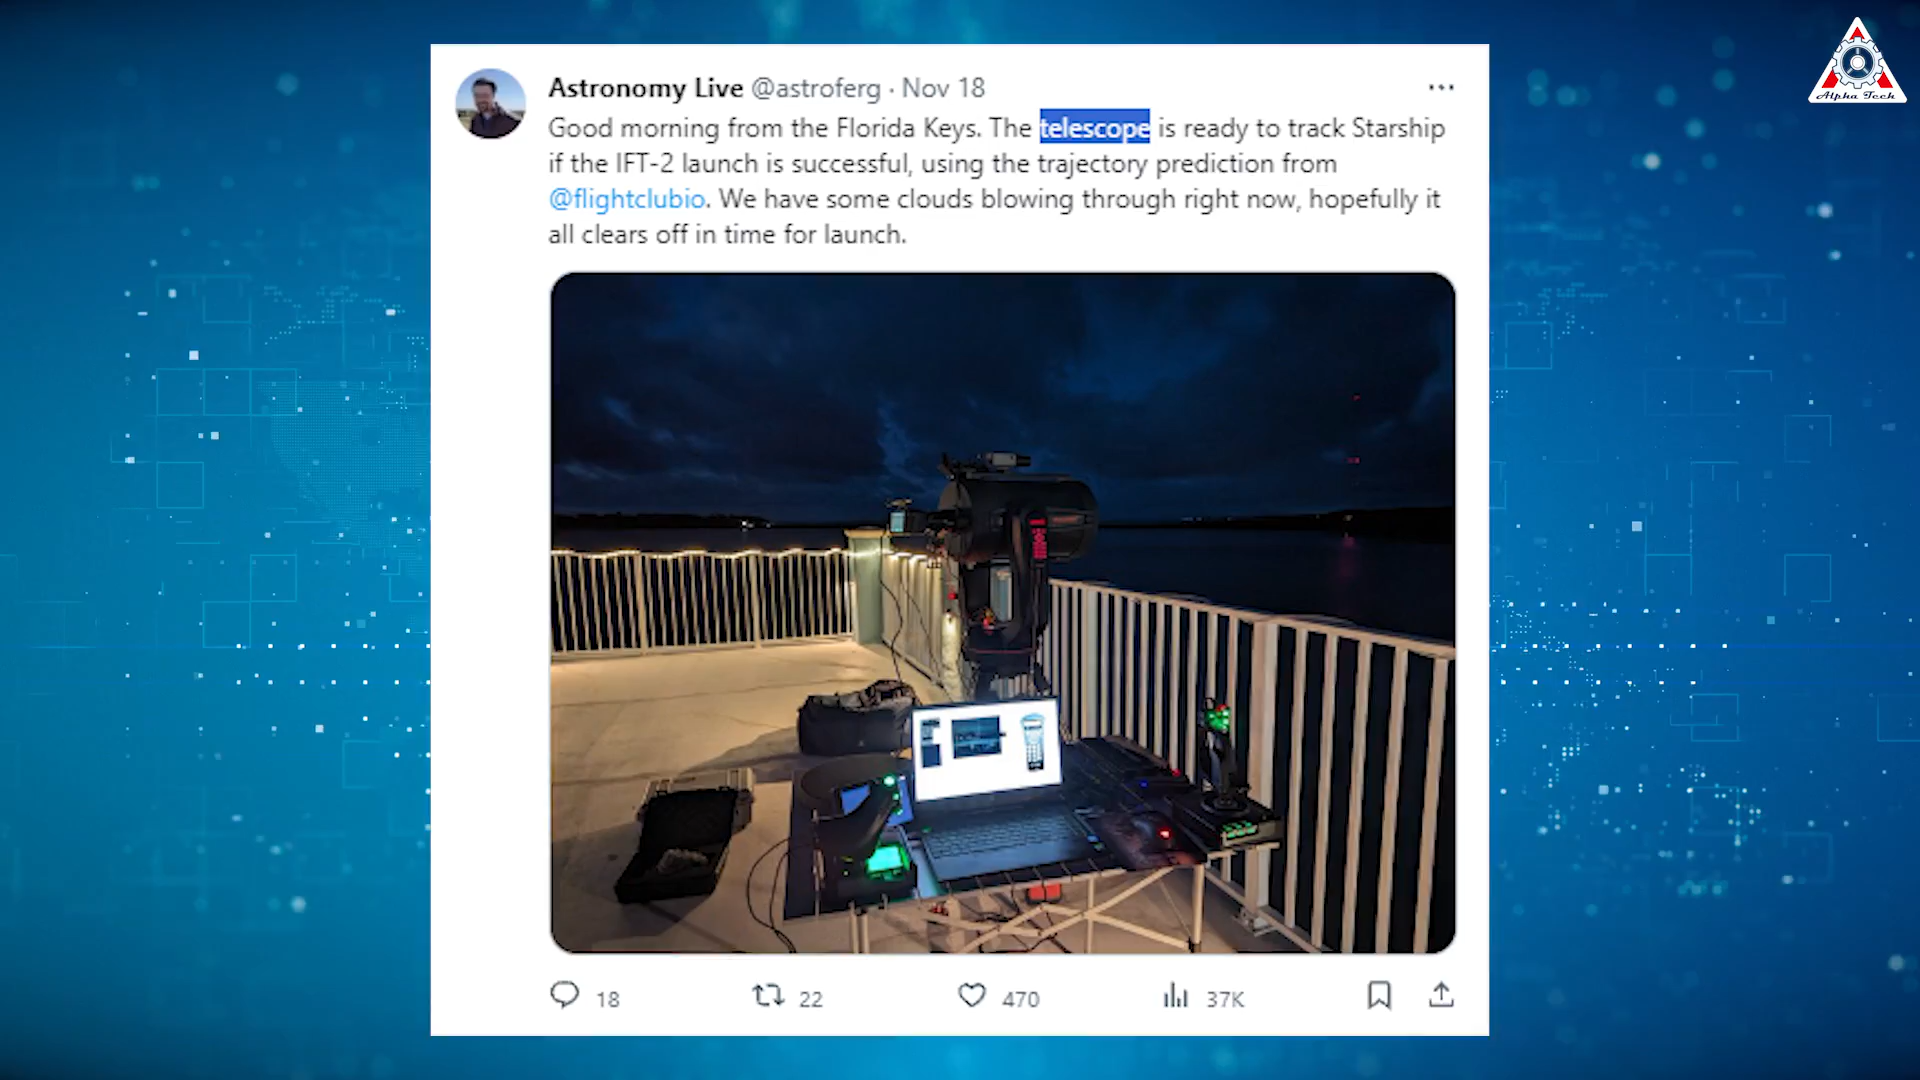 Astronomy Live @astroferg · Nov 18
Good morning from the Florida Keys. The telescope is ready to track Starship
if the IFT-2 launch is successful, using the trajectory prediction from
@flightclubio. We have some clouds blowing through right now, hopefully it
all clears off in time for launch.
18 22 470 37K
Alpha Tech